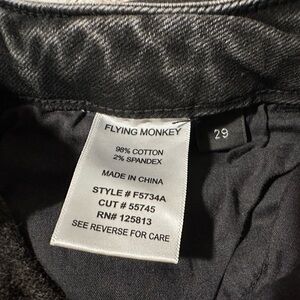 FLYING MONKEY
98% COTTON
2% SPANDEX
MADE IN CHINA
STYLE # F5734A
CUT # 55745
RN# 125813
SEE REVERSE FOR CARE
29